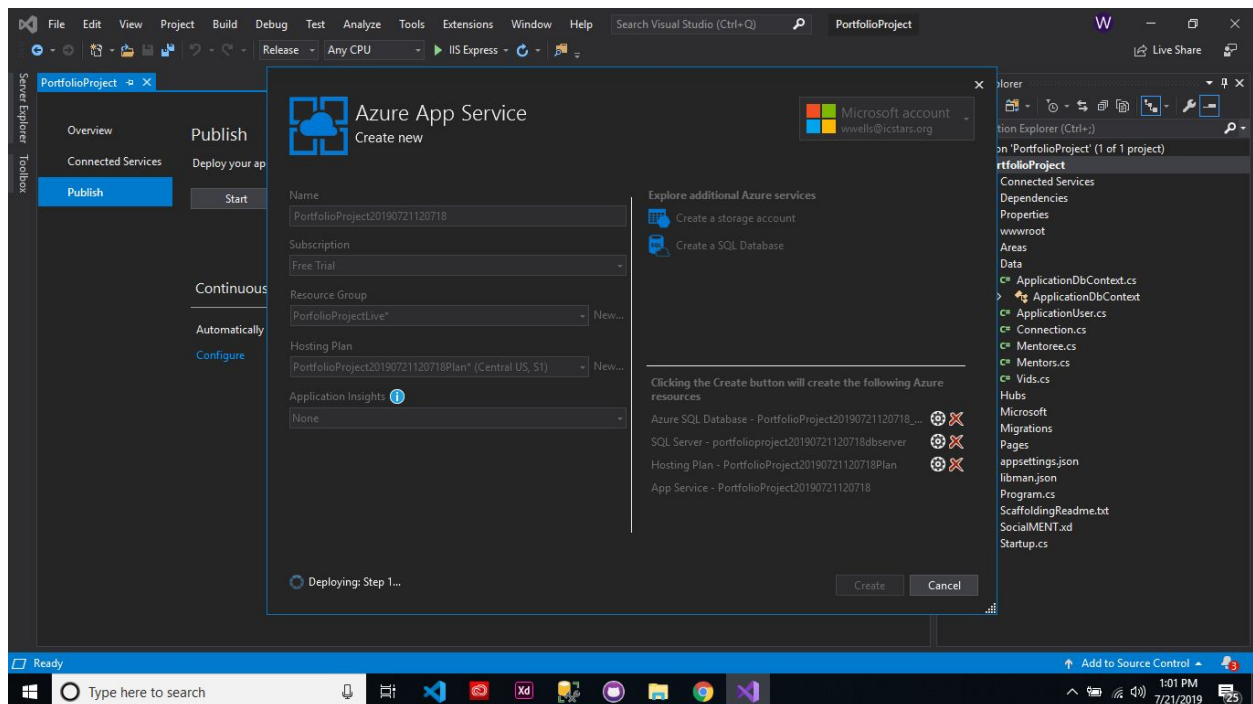 File Edit View Project Build Debug Test Analyze Tools Extensions Window Help Search Visual Studio (Ctrl+Q) PortfolioProject W
Release Any CPU IIS Express Live Share
Server Explorer
Toolbox
PortfolioProject
Overview
Connected Services
Publish
Publish
Deploy your ap
Start
Continuous
Automatically
Configure
Azure App Service
Create new
Microsoft account
wwells@icstars.org
Name
PortfolioProject20190721120718
Subscription
Free Trial
Resource Group
PorfolioProjectLive*
New...
Hosting Plan
PortfolioProject20190721120718Plan* (Central US, S1)
New...
Application Insights
None
Explore additional Azure services
Create a storage account
Create a SQL Database
Clicking the Create button will create the following Azure
resources
Azure SQL Database - PortfolioProject20190721120718_...
SQL Server - portfolioproject20190721120718dbserver
Hosting Plan - PortfolioProject20190721120718Plan
App Service - PortfolioProject20190721120718
Deploying: Step 1...
Create
Cancel
plorer
tion Explorer (Ctrl+;)
on 'PortfolioProject' (1 of 1 project)
rtfolioProject
Connected Services
Dependencies
Properties
wwwroot
Areas
Data
C# ApplicationDbContext.cs
ApplicationDbContext
C# ApplicationUser.cs
C# Connection.cs
C# Mentoree.cs
C# Mentors.cs
C# Vids.cs
Hubs
Microsoft
Migrations
Pages
appsettings.json
libman.json
Program.cs
ScaffoldingReadme.txt
SocialMENT.xd
Startup.cs
Ready
Add to Source Control
3
Type here to search
Xd
1:01 PM
7/21/2019
25